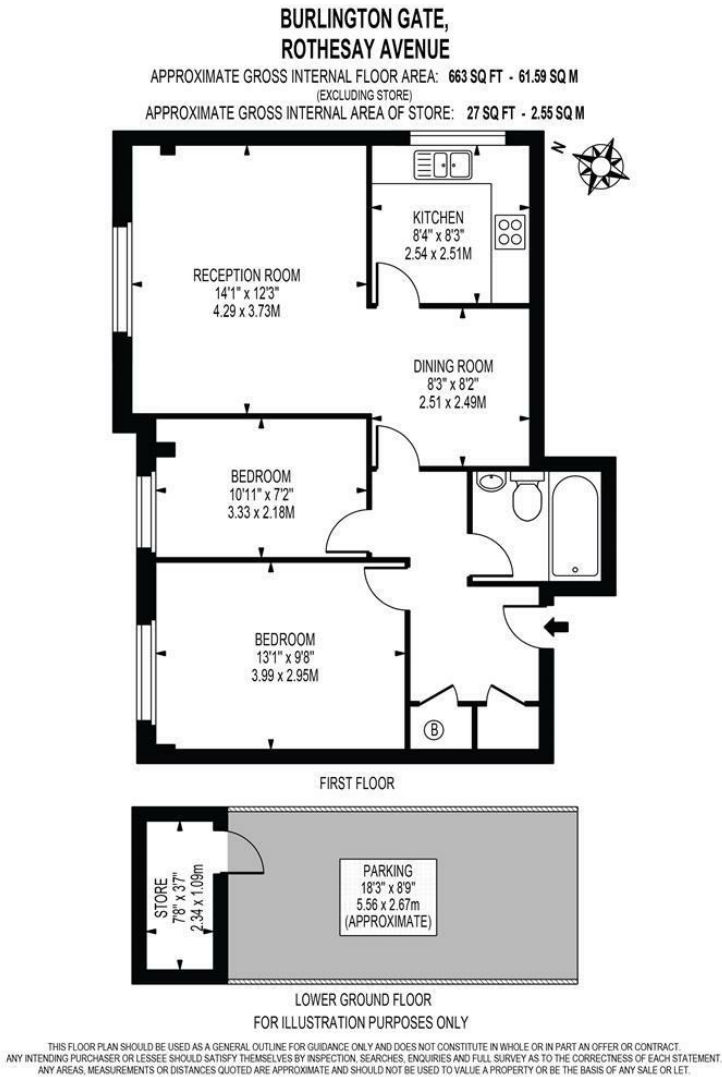 BURLINGTON GATE,
ROTHESAY AVENUE
APPROXIMATE GROSS INTERNAL FLOOR AREA: 663 SQ FT - 61.59 SQ M
(EXCLUDING STORE)
APPROXIMATE GROSS INTERNAL AREA OF STORE: 27 SQ FT - 2.55 SQ M
N
KITCHEN
8'4" x 8'3"
2.54 x 2.51M
RECEPTION ROOM
14'1" x 12'3"
4.29 x 3.73M
DINING ROOM
8'3" x 8'2"
2.51 x 2.49M
BEDROOM
10'11" x 7'2"
3.33 x 2.18M
BEDROOM
13'1" x 9'8"
3.99 x 2.95M
B
FIRST FLOOR
STORE
7'8" x 3'7"
2.34 x 1.09m
PARKING
18'3" x 8'9"
5.56 x 2.67m
(APPROXIMATE)
LOWER GROUND FLOOR
FOR ILLUSTRATION PURPOSES ONLY
THIS FLOOR PLAN SHOULD BE USED AS A GENERAL OUTLINE FOR GUIDANCE ONLY AND DOES NOT CONSTITUTE IN WHOLE OR IN PART AN OFFER OR CONTRACT.
ANY INTENDING PURCHASER OR LESSEE SHOULD SATISFY THEMSELVES BY INSPECTION, SEARCHES, ENQUIRIES AND FULL SURVEY AS TO THE CORRECTNESS OF EACH STATEMENT.
ANY AREAS, MEASUREMENTS OR DISTANCES QUOTED ARE APPROXIMATE AND SHOULD NOT BE USED TO VALUE A PROPERTY OR BE THE BASIS OF ANY SALE OR LET.